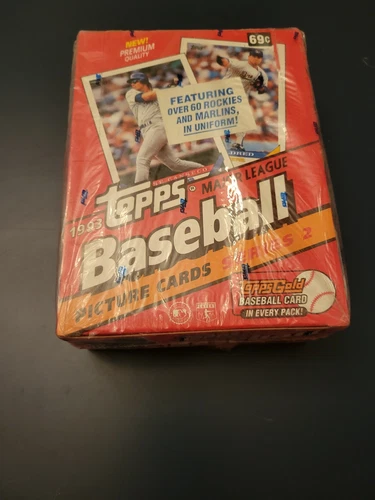 NEW!
PREMIUM
QUALITY
69¢
FEATURING
OVER 60 ROCKIES
AND MARLINS,
IN UNIFORM!
1993 Topps MAJOR LEAGUE
Baseball
PICTURE CARDS SERIES 2
Topps Gold
BASEBALL CARD
IN EVERY PACK!